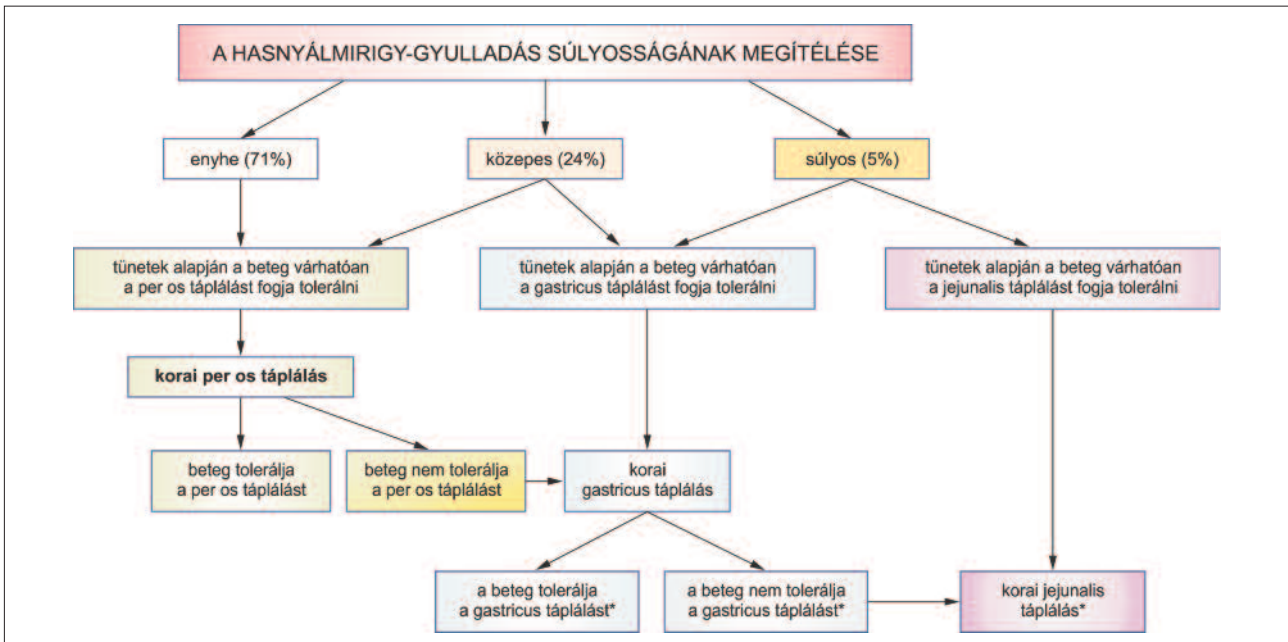 A HASNYÁLMIRIGY-GYULLADÁS SÚLYOSSÁGÁNAK MEGÍTÉLÉSE
enyhe (71%)
közepes (24%)
súlyos (5%)
tünetek alapján a beteg várhatóan
a per os táplálást fogja tolerálni
tünetek alapján a beteg várhatóan
a gastricus táplálást fogja tolerálni
tünetek alapján a beteg várhatóan
a jejunalis táplálást fogja tolerálni
korai per os táplálás
beteg tolerálja
a per os táplálást
beteg nem tolerálja
a per os táplálást
korai
gastricus táplálás
a beteg tolerálja
a gastricus táplálást*
a beteg nem tolerálja
a gastricus táplálást*
korai jejunalis
táplálás*